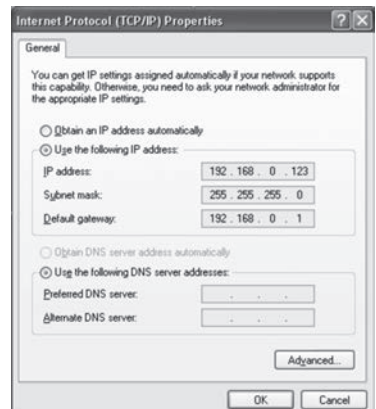 Internet Protocol (TCP/IP) Properties
General
You can get IP settings assigned automatically if your network supports
this capability. Otherwise, you need to ask your network administrator for
the appropriate IP settings.
Obtain an IP address automatically
Use the following IP address:
IP address: 192 . 168 . 0 . 123
Subnet mask: 255 . 255 . 255 . 0
Default gateway: 192 . 168 . 0 . 1
Obtain DNS server address automatically
Use the following DNS server addresses:
Preferred DNS server: . . .
Alternate DNS server: . . .
Advanced...
OK Cancel